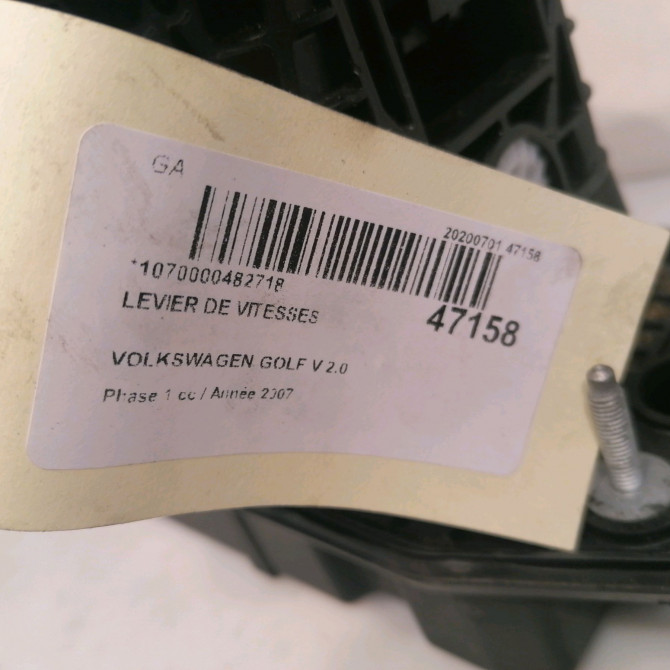 GA
20200701 47158
*1070000482718
47158
LEVIER DE VITESSES
VOLKSWAGEN GOLF V 2.0
Phase 1 cc / Année 2007